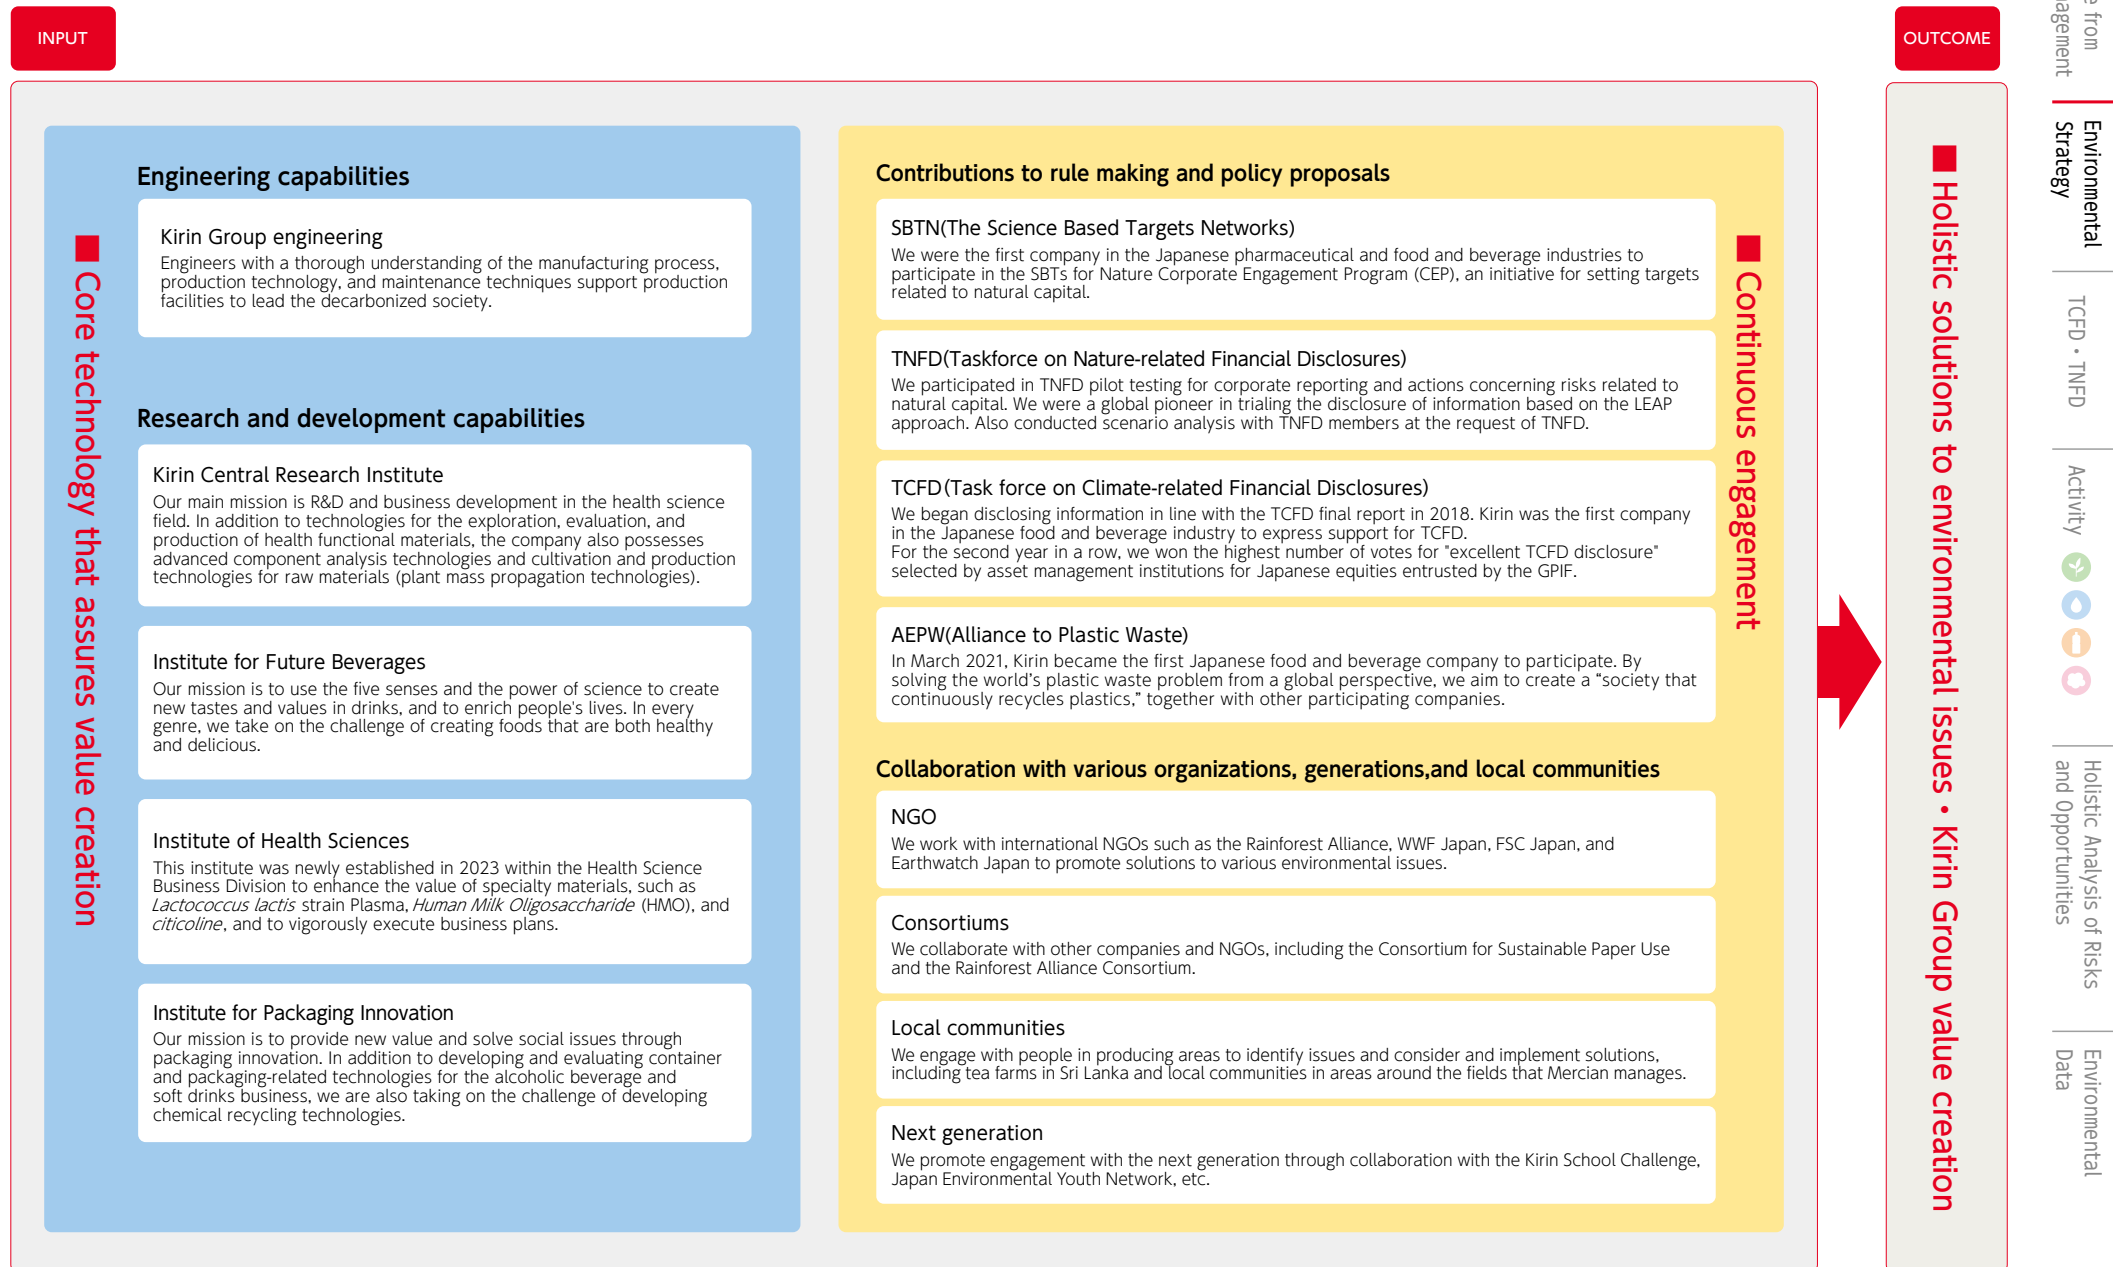 INPUT
■ Core technology that assures value creation
Engineering capabilities
Kirin Group engineering
Engineers with a thorough understanding of the manufacturing process,
production technology, and maintenance techniques support production
facilities to lead the decarbonized society.
Research and development capabilities
Kirin Central Research Institute
Our main mission is R&D and business development in the health science
field. In addition to technologies for the exploration, evaluation, and
production of health functional materials, the company also possesses
advanced component analysis technologies and cultivation and production
technologies for raw materials (plant mass propagation technologies).
Institute for Future Beverages
Our mission is to use the five senses and the power of science to create
new tastes and values in drinks, and to enrich people's lives. In every
genre, we take on the challenge of creating foods that are both healthy
and delicious.
Institute of Health Sciences
This institute was newly established in 2023 within the Health Science
Business Division to enhance the value of specialty materials, such as
Lactococcus lactis strain Plasma, Human Milk Oligosaccharide (HMO), and
citicoline, and to vigorously execute business plans.
Institute for Packaging Innovation
Our mission is to provide new value and solve social issues through
packaging innovation. In addition to developing and evaluating container
and packaging-related technologies for the alcoholic beverage and
soft drinks business, we are also taking on the challenge of developing
chemical recycling technologies.
Contributions to rule making and policy proposals
SBTN(The Science Based Targets Networks)
We were the first company in the Japanese pharmaceutical and food and beverage industries to
participate in the SBTs for Nature Corporate Engagement Program (CEP), an initiative for setting targets
related to natural capital.
TNFD(Taskforce on Nature-related Financial Disclosures)
We participated in TNFD pilot testing for corporate reporting and actions concerning risks related to
natural capital. We were a global pioneer in trialing the disclosure of information based on the LEAP
approach. Also conducted scenario analysis with TNFD members at the request of TNFD.
TCFD(Task force on Climate-related Financial Disclosures)
We began disclosing information in line with the TCFD final report in 2018. Kirin was the first company
in the Japanese food and beverage industry to express support for TCFD.
For the second year in a row, we won the highest number of votes for "excellent TCFD disclosure"
selected by asset management institutions for Japanese equities entrusted by the GPIF.
AEPW(Alliance to Plastic Waste)
In March 2021, Kirin became the first Japanese food and beverage company to participate. By
solving the world's plastic waste problem from a global perspective, we aim to create a “society that
continuously recycles plastics,” together with other participating companies.
Collaboration with various organizations, generations,and local communities
NGO
We work with international NGOs such as the Rainforest Alliance, WWF Japan, FSC Japan, and
Earthwatch Japan to promote solutions to various environmental issues.
Consortiums
We collaborate with other companies and NGOs, including the Consortium for Sustainable Paper Use
and the Rainforest Alliance Consortium.
Local communities
We engage with people in producing areas to identify issues and consider and implement solutions,
including tea farms in Sri Lanka and local communities in areas around the fields that Mercian manages.
Next generation
We promote engagement with the next generation through collaboration with the Kirin School Challenge,
Japan Environmental Youth Network, etc.
■ Continuous engagement
OUTCOME
■ Holistic solutions to environmental issues・Kirin Group value creation
from
Environmental
Strategy
TCFD・TNFD
Activity
Holistic Analysis of Risks
and Opportunities
Environmental
Data